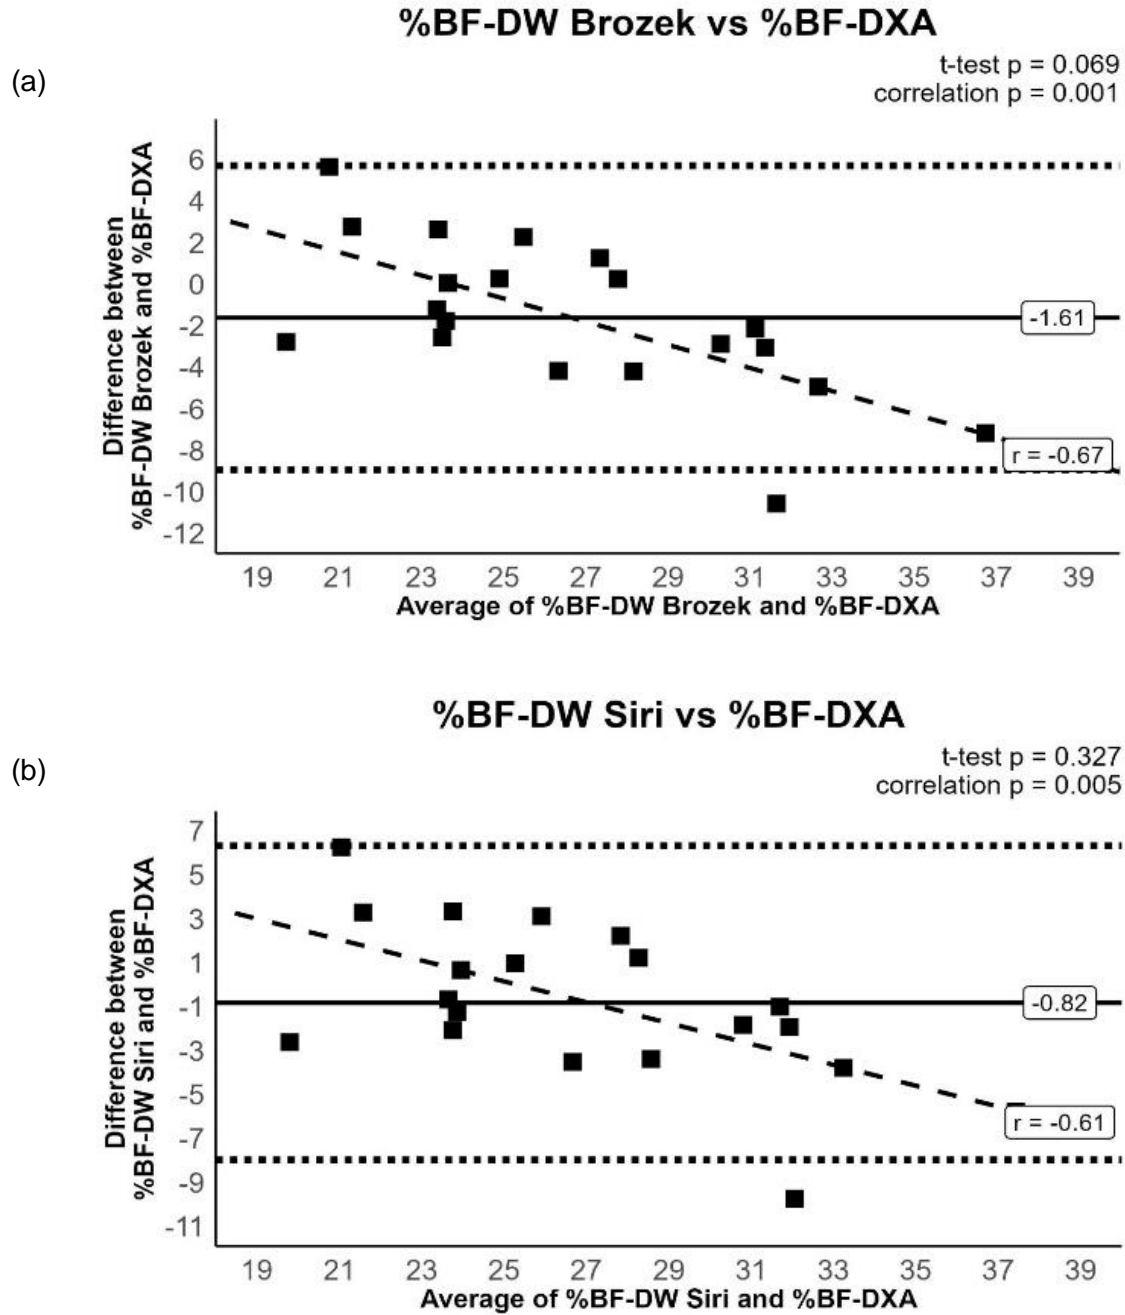 %BF-DW Brozek vs %BF-DXA
(a)
t-test p = 0.069
correlation p = 0.001
Difference between
%BF-DW Brozek and %BF-DXA
6
4
2
0
-2
-4
-6
-8
-10
-12
-1.61
r = -0.67
19 21 23 25 27 29 31 33 35 37 39
Average of %BF-DW Brozek and %BF-DXA
%BF-DW Siri vs %BF-DXA
(b)
t-test p = 0.327
correlation p = 0.005
Difference between
%BF-DW Siri and %BF-DXA
7
5
3
1
-1
-3
-5
-7
-9
-11
-0.82
r = -0.61
19 21 23 25 27 29 31 33 35 37 39
Average of %BF-DW Siri and %BF-DXA